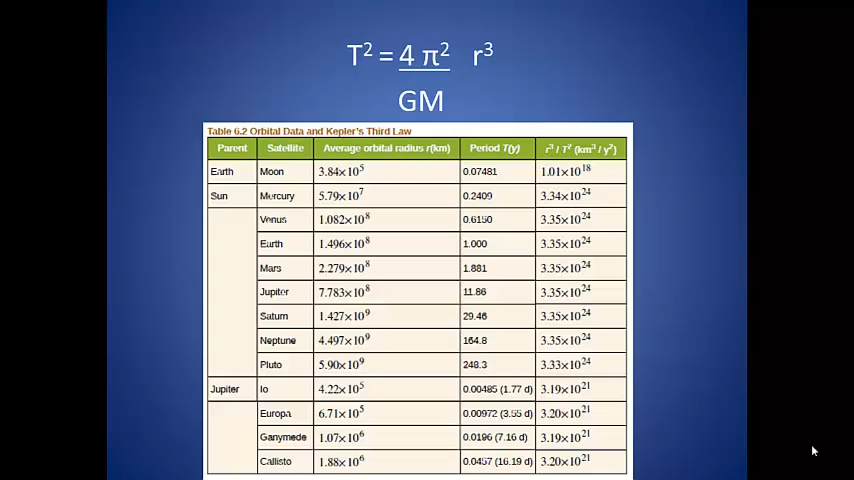 T² = 4 π² r³
GM
Table 6.2 Orbital Data and Kepler's Third Law
Parent Satellite Average orbital radius r(km) Period T(y) r³ / T² (km³ / y²)
Earth Moon 3.84×10⁵ 0.07481 1.01×10¹⁸
Sun Mercury 5.79×10⁷ 0.2409 3.34×10²⁴
Venus 1.082×10⁸ 0.6150 3.35×10²⁴
Earth 1.496×10⁸ 1.000 3.35×10²⁴
Mars 2.279×10⁸ 1.881 3.35×10²⁴
Jupiter 7.783×10⁸ 11.86 3.35×10²⁴
Saturn 1.427×10⁹ 29.46 3.35×10²⁴
Neptune 4.497×10⁹ 164.8 3.35×10²⁴
Pluto 5.90×10⁹ 248.3 3.33×10²⁴
Jupiter Io 4.22×10⁵ 0.00485 (1.77 d) 3.19×10²¹
Europa 6.71×10⁵ 0.00972 (3.55 d) 3.20×10²¹
Ganymede 1.07×10⁶ 0.0196 (7.16 d) 3.19×10²¹
Callisto 1.88×10⁶ 0.0457 (16.19 d) 3.20×10²¹